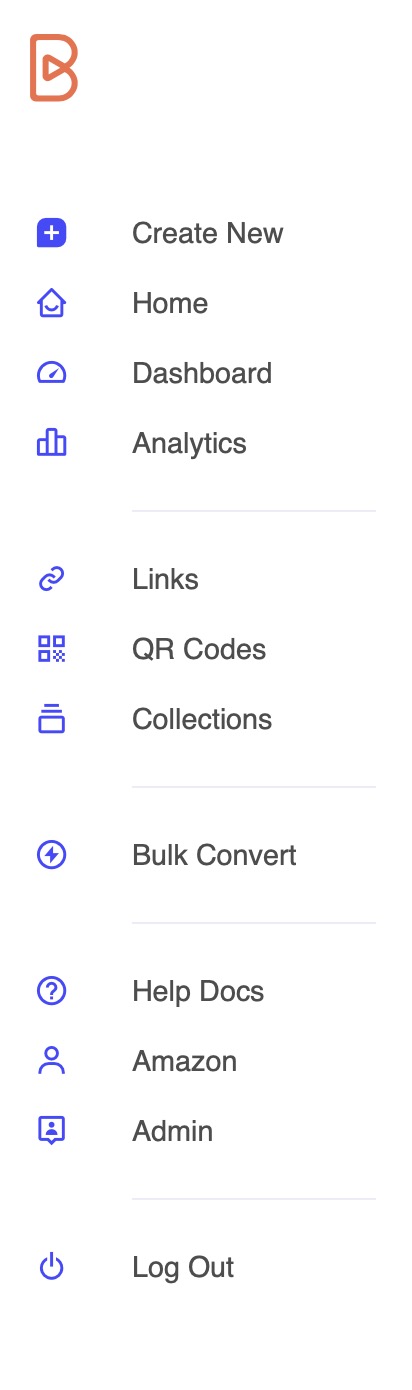 Create New
Home
Dashboard
Analytics
Links
QR Codes
Collections
Bulk Convert
Help Docs
Amazon
Admin
Log Out